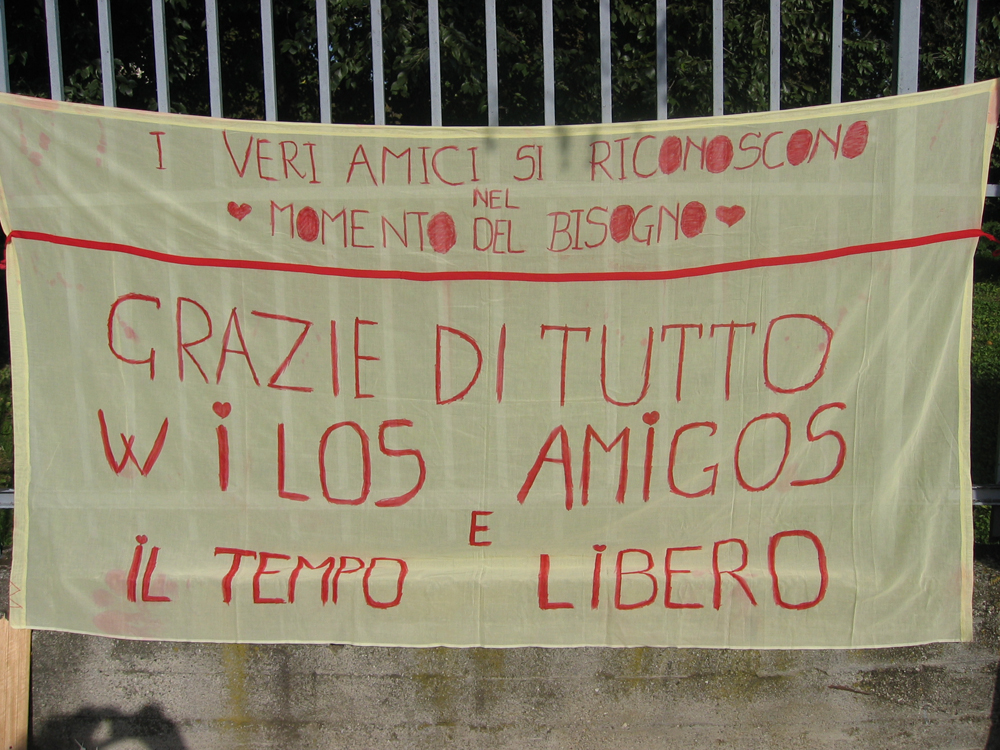 I VERI AMICI SI RICONOSCONO
NEL
MOMENTO DEL BISOGNO
GRAZIE DI TUTTO
W i LOS AMiGOS
E
iL TEMPO LiBERO